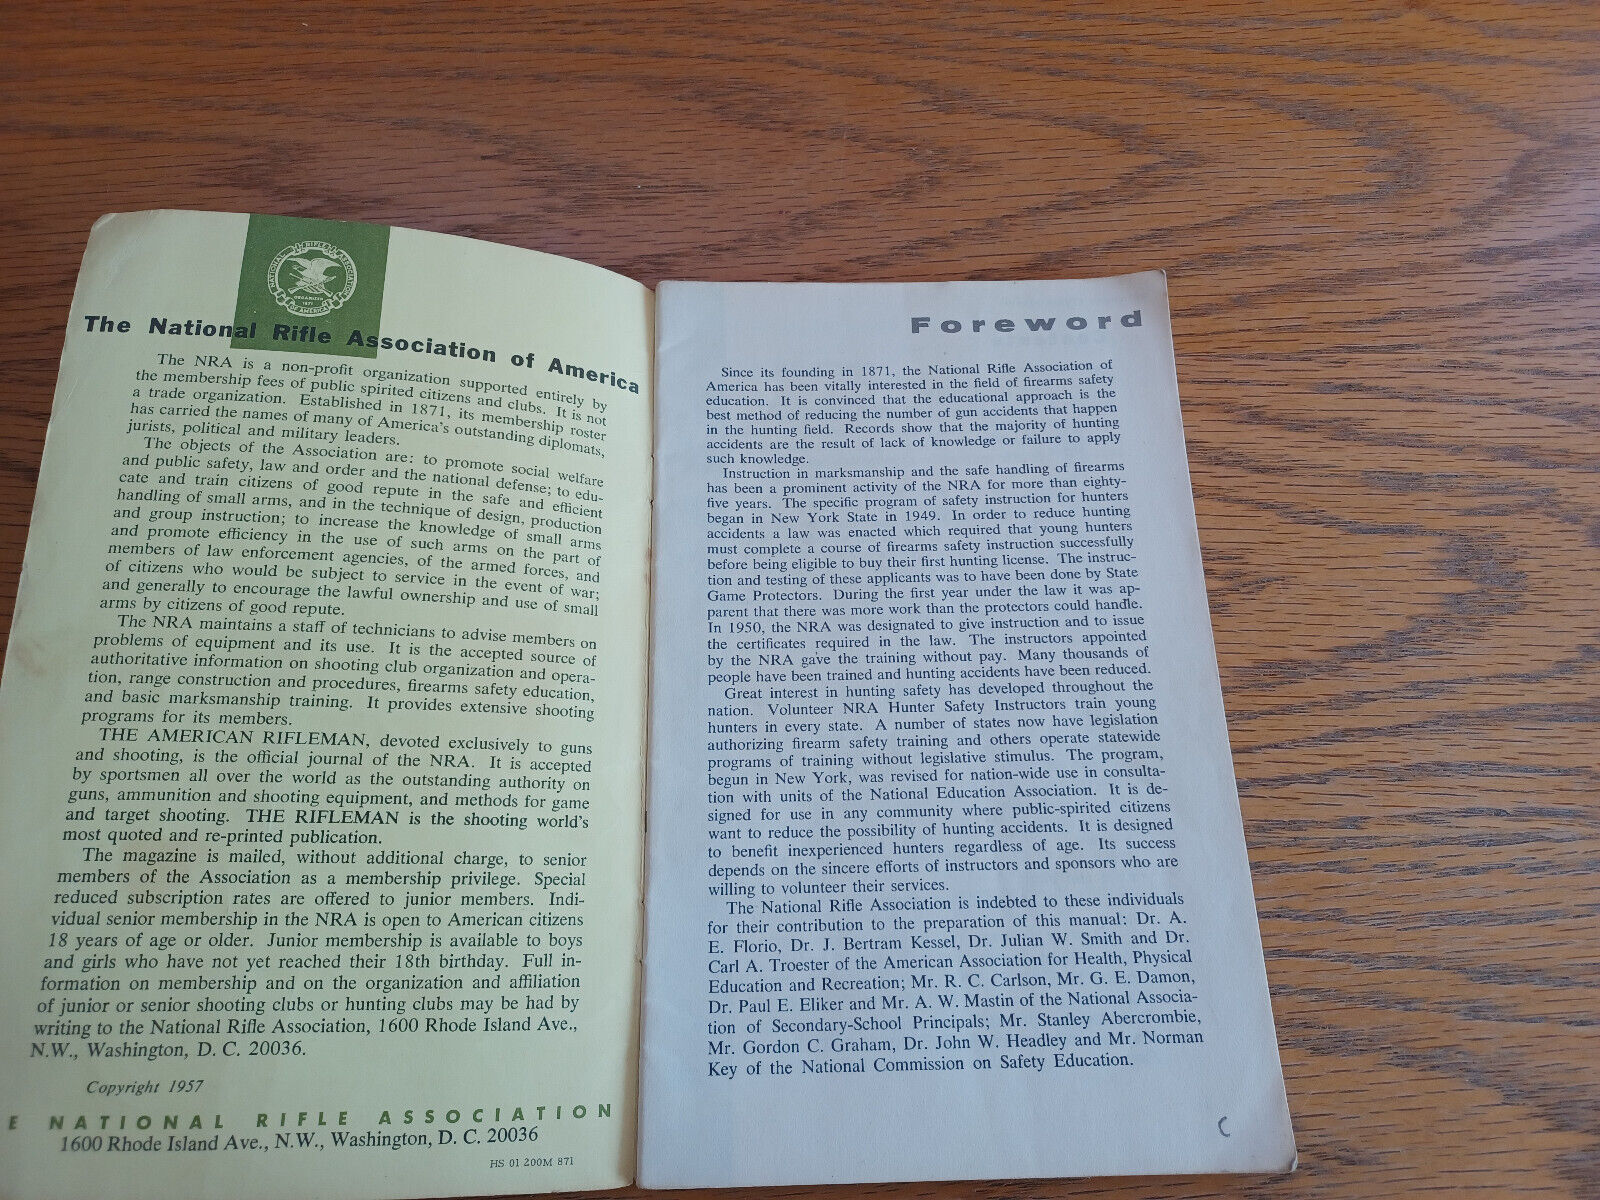 NATIONAL RIFLE ASSOCIATION
ORGANIZED
1871
OF AMERICA
The National Rifle Association of America
The NRA is a non-profit organization supported entirely by
the membership fees of public spirited citizens and clubs. It is not
a trade organization. Established in 1871, its membership roster
has carried the names of many of America's outstanding diplomats,
jurists, political and military leaders.
The objects of the Association are: to promote social welfare
and public safety, law and order and the national defense; to edu-
cate and train citizens of good repute in the safe and efficient
handling of small arms, and in the technique of design, production
and group instruction; to increase the knowledge of small arms
and promote efficiency in the use of such arms on the part of
members of law enforcement agencies, of the armed forces, and
of citizens who would be subject to service in the event of war;
and generally to encourage the lawful ownership and use of small
arms by citizens of good repute.
The NRA maintains a staff of technicians to advise members on
problems of equipment and its use. It is the accepted source of
authoritative information on shooting club organization and opera-
tion, range construction and procedures, firearms safety education,
and basic marksmanship training. It provides extensive shooting
programs for its members.
THE AMERICAN RIFLEMAN, devoted exclusively to guns
and shooting, is the official journal of the NRA. It is accepted
by sportsmen all over the world as the outstanding authority on
guns, ammunition and shooting equipment, and methods for game
and target shooting. THE RIFLEMAN is the shooting world's
most quoted and re-printed publication.
The magazine is mailed, without additional charge, to senior
members of the Association as a membership privilege. Special
reduced subscription rates are offered to junior members. Indi-
vidual senior membership in the NRA is open to American citizens
18 years of age or older. Junior membership is available to boys
and girls who have not yet reached their 18th birthday. Full in-
formation on membership and on the organization and affiliation
of junior or senior shooting clubs or hunting clubs may be had by
writing to the National Rifle Association, 1600 Rhode Island Ave.,
N.W., Washington, D. C. 20036.
Copyright 1957
E NATIONAL RIFLE ASSOCIATION
1600 Rhode Island Ave., N.W., Washington, D. C. 20036
HS 01 200M 871
Foreword
Since its founding in 1871, the National Rifle Association of
America has been vitally interested in the field of firearms safety
education. It is convinced that the educational approach is the
best method of reducing the number of gun accidents that happen
in the hunting field. Records show that the majority of hunting
accidents are the result of lack of knowledge or failure to apply
such knowledge.
Instruction in marksmanship and the safe handling of firearms
has been a prominent activity of the NRA for more than eighty-
five years. The specific program of safety instruction for hunters
began in New York State in 1949. In order to reduce hunting
accidents a law was enacted which required that young hunters
must complete a course of firearms safety instruction successfully
before being eligible to buy their first hunting license. The instruc-
tion and testing of these applicants was to have been done by State
Game Protectors. During the first year under the law it was ap-
parent that there was more work than the protectors could handle.
In 1950, the NRA was designated to give instruction and to issue
the certificates required in the law. The instructors appointed
by the NRA gave the training without pay. Many thousands of
people have been trained and hunting accidents have been reduced.
Great interest in hunting safety has developed throughout the
nation. Volunteer NRA Hunter Safety Instructors train young
hunters in every state. A number of states now have legislation
authorizing firearm safety training and others operate statewide
programs of training without legislative stimulus. The program,
begun in New York, was revised for nation-wide use in consulta-
tion with units of the National Education Association. It is de-
signed for use in any community where public-spirited citizens
want to reduce the possibility of hunting accidents. It is designed
to benefit inexperienced hunters regardless of age. Its success
depends on the sincere efforts of instructors and sponsors who are
willing to volunteer their services.
The National Rifle Association is indebted to these individuals
for their contribution to the preparation of this manual: Dr. A.
E. Florio, Dr. J. Bertram Kessel, Dr. Julian W. Smith and Dr.
Carl A. Troester of the American Association for Health, Physical
Education and Recreation; Mr. R. C. Carlson, Mr. G. E. Damon,
Dr. Paul E. Eliker and Mr. A. W. Mastin of the National Associa-
tion of Secondary-School Principals; Mr. Stanley Abercrombie,
Mr. Gordon C. Graham, Dr. John W. Headley and Mr. Norman
Key of the National Commission on Safety Education.
C